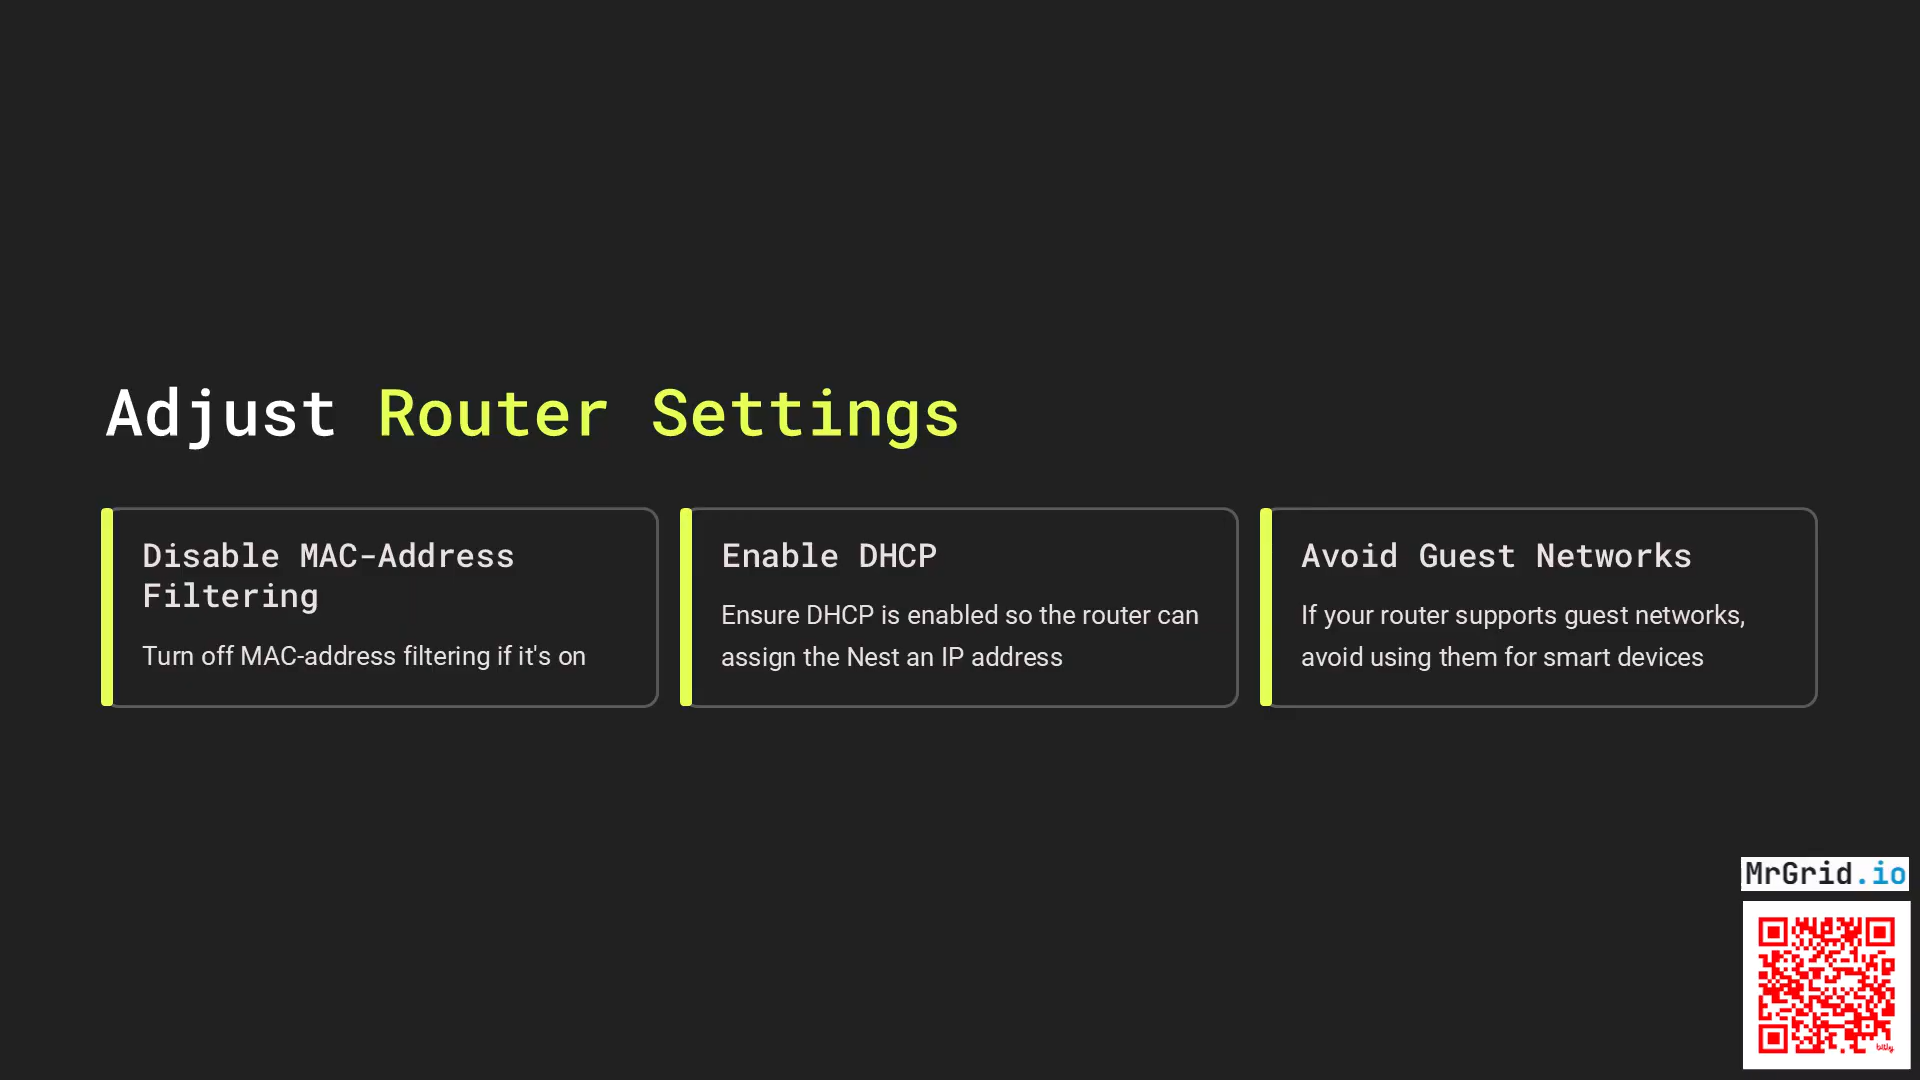 Adjust Router Settings
Disable MAC-Address
Filtering
Turn off MAC-address filtering if it's on
Enable DHCP
Ensure DHCP is enabled so the router can
assign the Nest an IP address
Avoid Guest Networks
If your router supports guest networks,
avoid using them for smart devices
MrGrid.io
bitly